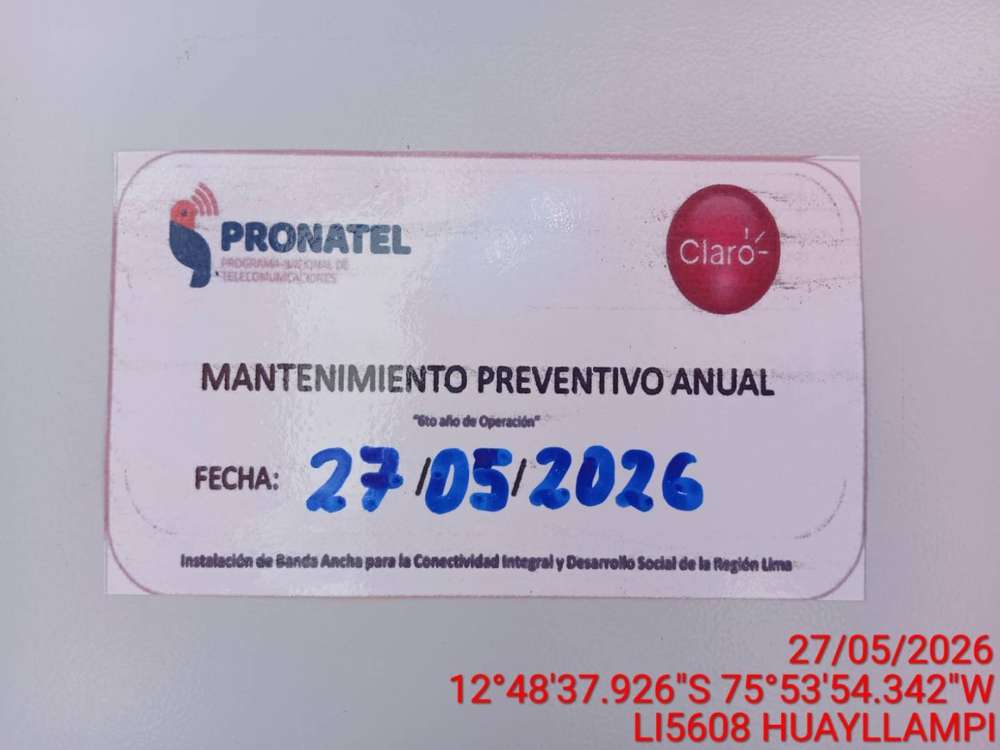 PRONATEL
PROGRAMA NACIONAL DE
TELECOMUNICACIONES
Claro
MANTENIMIENTO PREVENTIVO ANUAL
"6to año de Operación"
FECHA: 27/05/2026
Instalación de Banda Ancha para la Conectividad Integral y Desarrollo Social de la Región Lima
27/05/2026
12°48'37.926"S 75°53'54.342"W
LI5608 HUAYLLAMPI